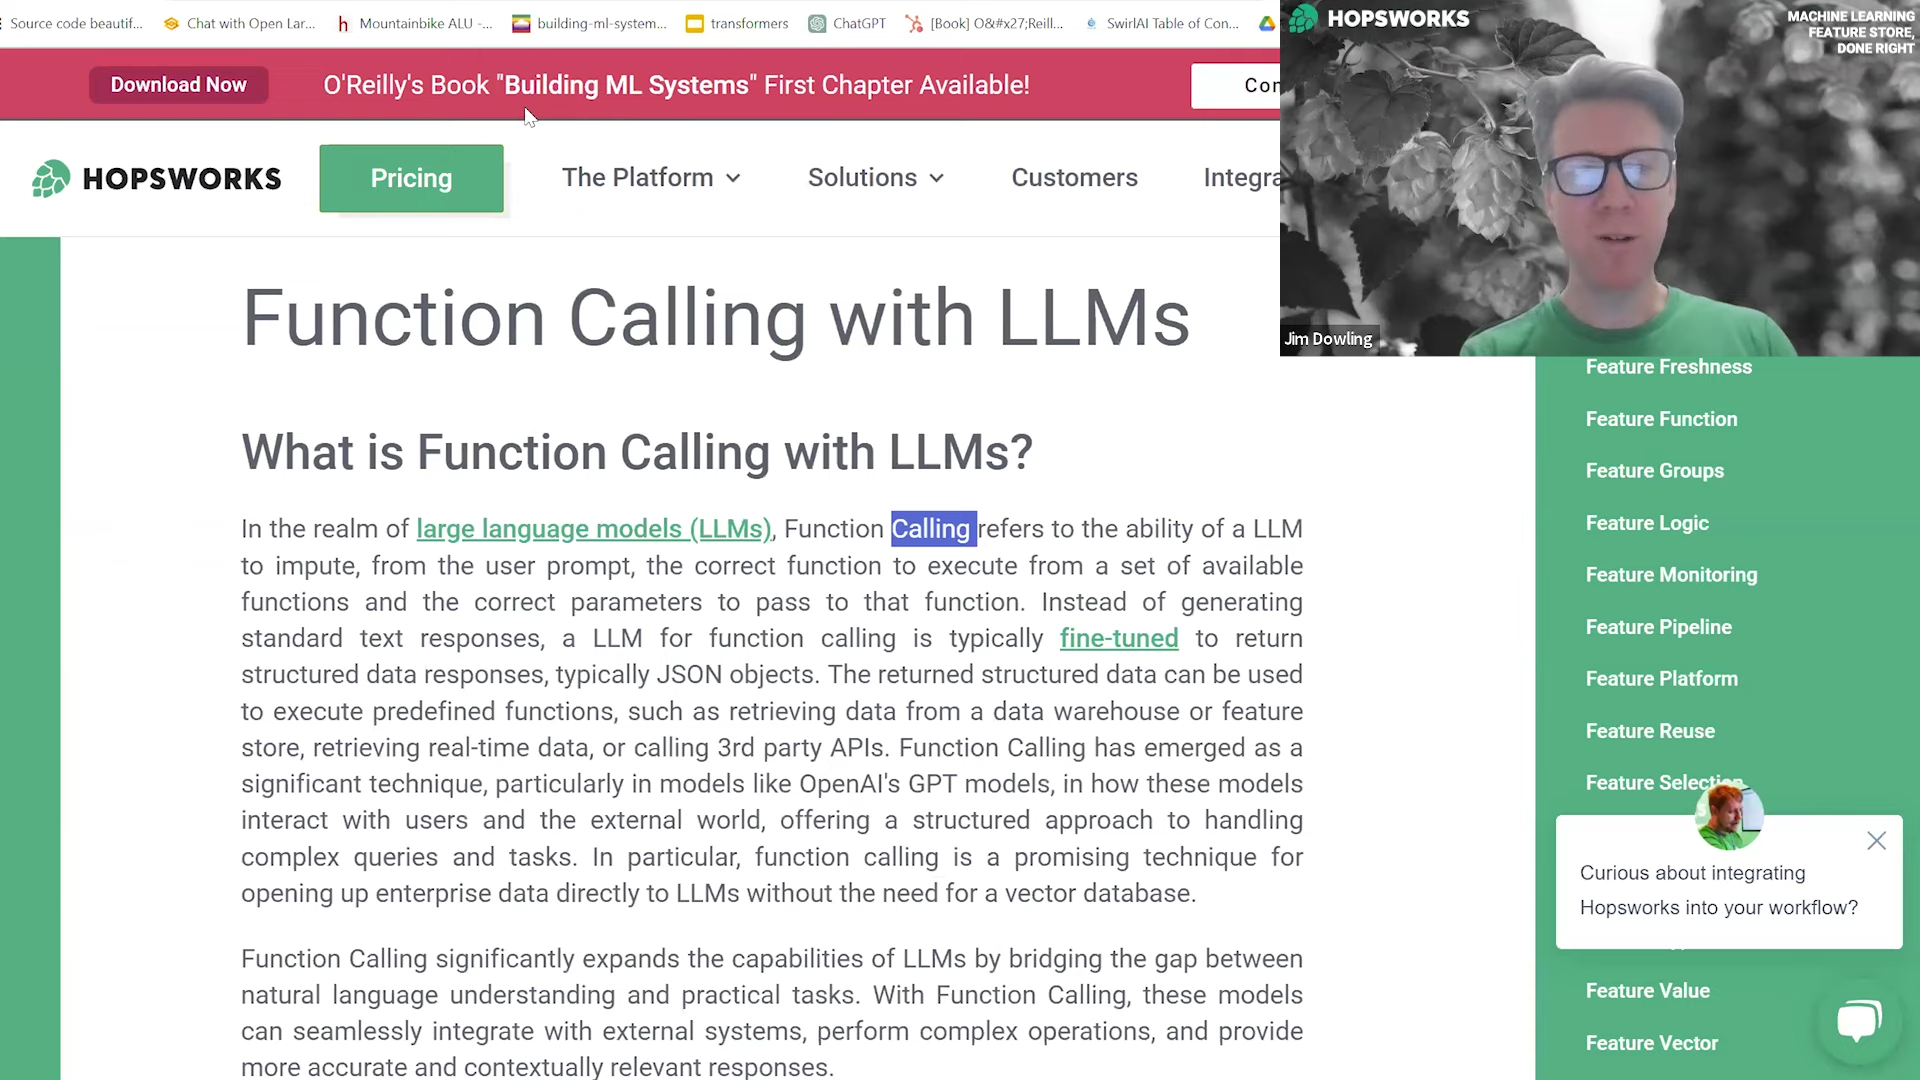 Source code beautif...
Chat with Open Lar...
Mountainbike ALU -...
building-ml-system...
transformers
ChatGPT
[Book] O&#x27;Reill...
SwirlAI Table of Con...
HOPSWORKS
MACHINE LEARNING
FEATURE STORE,
DONE RIGHT
Download Now
O'Reilly's Book "Building ML Systems" First Chapter Available!
Con
HOPSWORKS
Pricing
The Platform
Solutions
Customers
Integra
Jim Dowling
Function Calling with LLMs
What is Function Calling with LLMs?
In the realm of large language models (LLMs), Function Calling refers to the ability of a LLM
to impute, from the user prompt, the correct function to execute from a set of available
functions and the correct parameters to pass to that function. Instead of generating
standard text responses, a LLM for function calling is typically fine-tuned to return
structured data responses, typically JSON objects. The returned structured data can be used
to execute predefined functions, such as retrieving data from a data warehouse or feature
store, retrieving real-time data, or calling 3rd party APIs. Function Calling has emerged as a
significant technique, particularly in models like OpenAI's GPT models, in how these models
interact with users and the external world, offering a structured approach to handling
complex queries and tasks. In particular, function calling is a promising technique for
opening up enterprise data directly to LLMs without the need for a vector database.
Function Calling significantly expands the capabilities of LLMs by bridging the gap between
natural language understanding and practical tasks. With Function Calling, these models
can seamlessly integrate with external systems, perform complex operations, and provide
more accurate and contextually relevant responses.
Feature Freshness
Feature Function
Feature Groups
Feature Logic
Feature Monitoring
Feature Pipeline
Feature Platform
Feature Reuse
Feature Selection
Curious about integrating
Hopsworks into your workflow?
Feature Value
Feature Vector